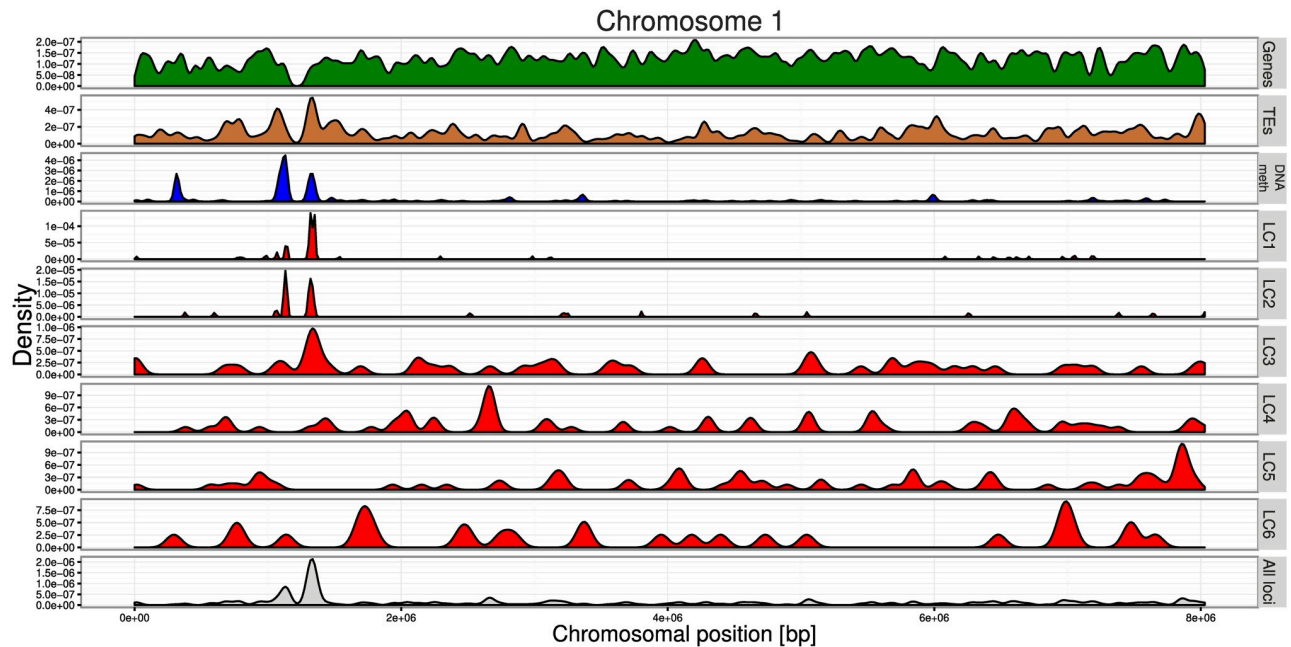 Chromosome 1
2.0e−07
1.5e−07
1.0e−07
5.0e−08
0.0e+00
Genes
4e−07
2e−07
0e+00
TEs
4e−06
3e−06
2e−06
1e−06
0e+00
DNA
meth
1e−04
5e−05
0e+00
LC1
2.0e−05
1.5e−05
1.0e−05
5.0e−06
0.0e+00
LC2
Density
1.0e−06
7.5e−07
5.0e−07
2.5e−07
0.0e+00
LC3
9e−07
6e−07
3e−07
0e+00
LC4
9e−07
6e−07
3e−07
0e+00
LC5
7.5e−07
5.0e−07
2.5e−07
0.0e+00
LC6
2.0e−06
1.5e−06
1.0e−06
5.0e−07
0.0e+00
All loci
0e+00 2e+06 4e+06 6e+06 8e+06
Chromosomal position [bp]